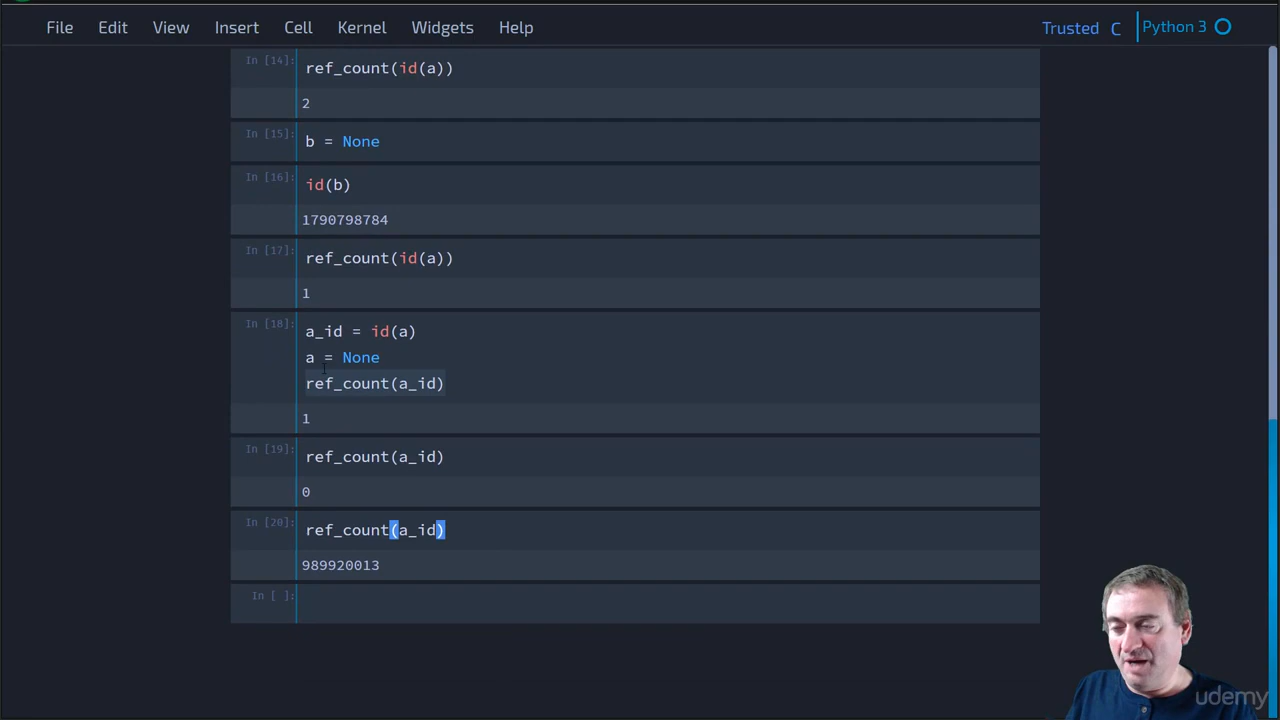 File Edit View Insert Cell Kernel Widgets Help Trusted C Python 3
In [14]: ref_count(id(a))
2
In [15]: b = None
In [16]: id(b)
1790798784
In [17]: ref_count(id(a))
1
In [18]: a_id = id(a)
a = None
ref_count(a_id)
1
In [19]: ref_count(a_id)
0
In [20]: ref_count(a_id)
989920013
In [ ]:
udemy